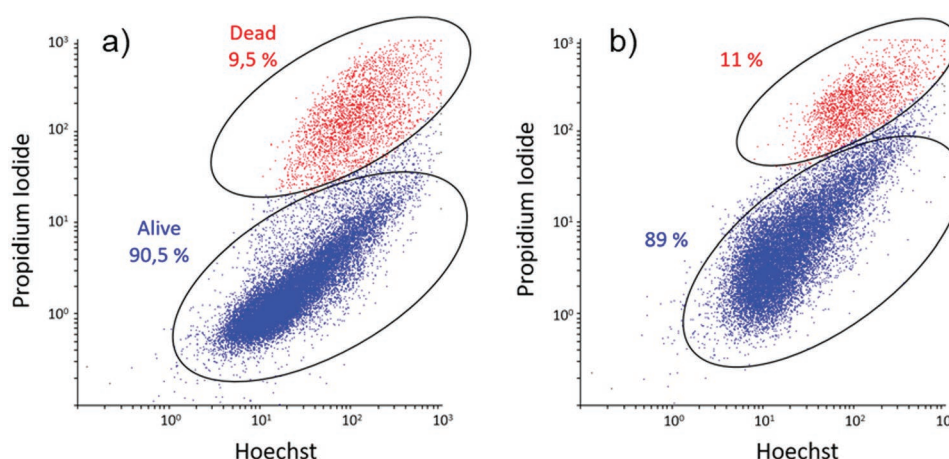 a)
Dead
9,5 %
Alive
90,5 %
Propidium Iodide
10³
10²
10¹
10⁰
10⁰ 10¹ 10² 10³
Hoechst
b)
11 %
89 %
Propidium Iodide
10³
10²
10¹
10⁰
10⁰ 10¹ 10² 10
Hoechst